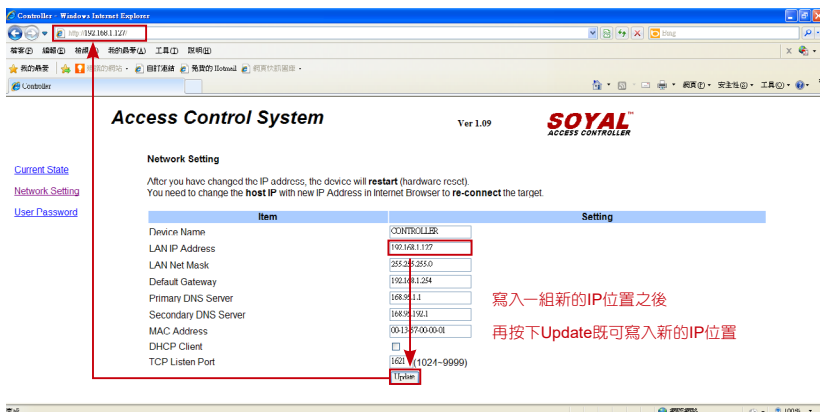 Controller - Windows Internet Explorer
http://192.168.1.127/
Bing
檔案(F) 編輯(E) 檢視 我的最愛(A) 工具(T) 說明(H)
我的最愛 自訂連結 免費的 Hotmail 網頁快訊圖庫
Controller
網頁(P) 安全性(S) 工具(O)
Access Control System
Ver 1.09
SOYAL™
ACCESS CONTROLLER
Current State
Network Setting
User Password
Network Setting
After you have changed the IP address, the device will restart (hardware reset).
You need to change the host IP with new IP Address in Internet Browser to re-connect the target.
Item Setting
Device Name CONTROLLER
LAN IP Address 192.168.1.127
LAN Net Mask 255.255.255.0
Default Gateway 192.168.1.254
Primary DNS Server 168.95.1.1
Secondary DNS Server 168.95.192.1
MAC Address 00-13-57-00-00-01
DHCP Client
TCP Listen Port 1621 (1024~9999)
Update
寫入一組新的IP位置之後
再按下Update既可寫入新的IP位置
100%